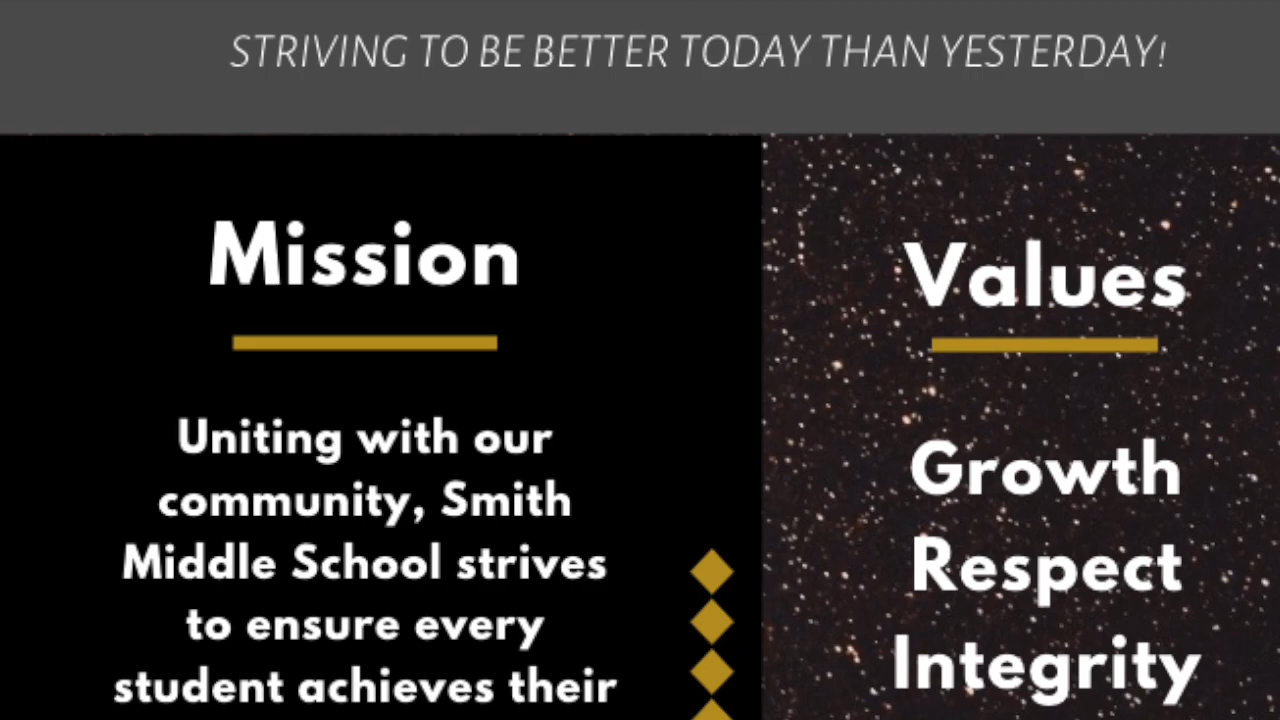 STRIVING TO BE BETTER TODAY THAN YESTERDAY!
Mission
Uniting with our
community, Smith
Middle School strives
to ensure every
student achieves their
Values
Growth
Respect
Integrity